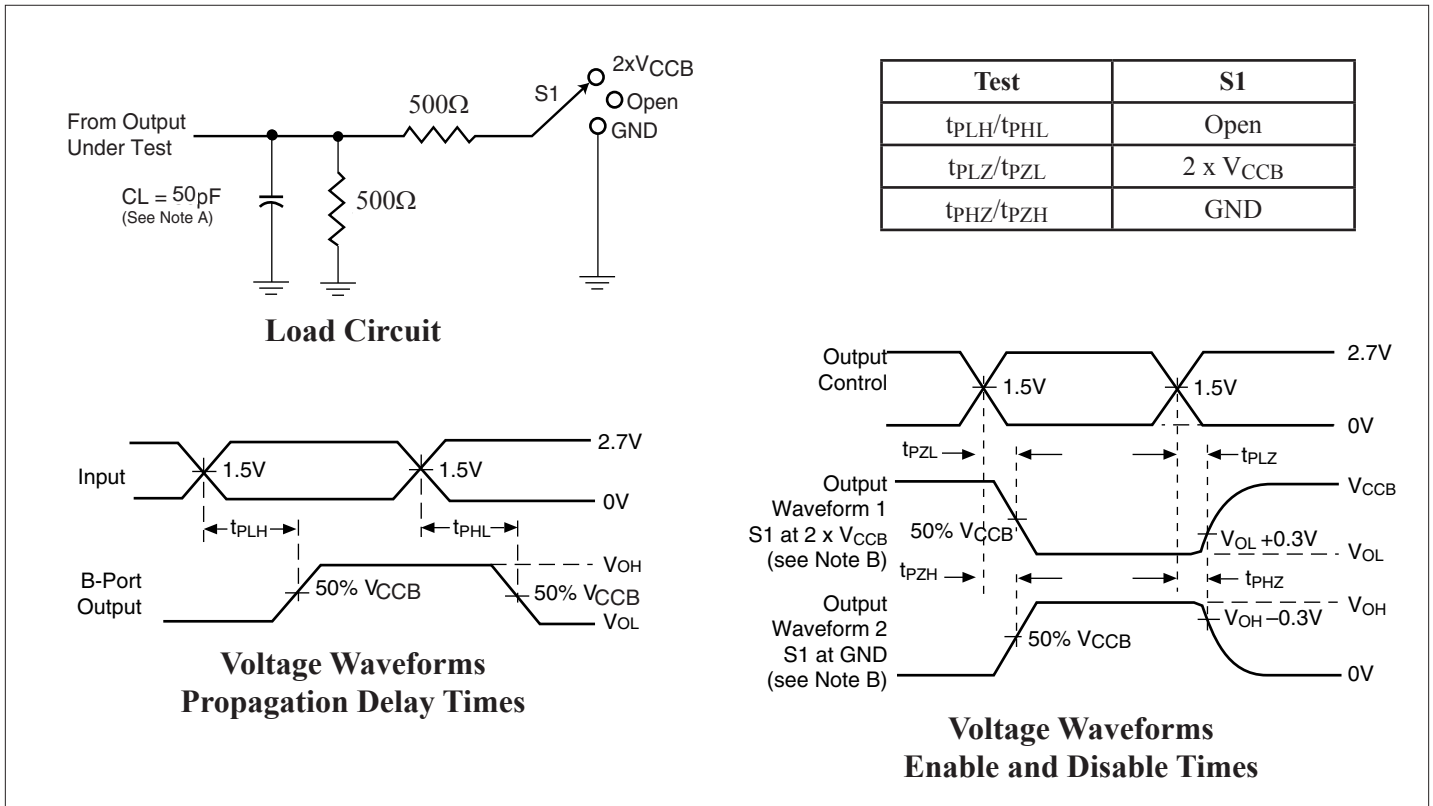 2xVCCB
S1
Open
GND
500Ω
From Output
Under Test
CL = 50pF
(See Note A)
500Ω
Load Circuit
Test S1
tPLH/tPHL Open
tPLZ/tPZL 2 x VCCB
tPHZ/tPZH GND
Input
1.5V
1.5V
2.7V
0V
tPLH
tPHL
B-Port
Output
50% VCCB
50% VCCB
VOH
VOL
Voltage Waveforms
Propagation Delay Times
Output
Control
1.5V
1.5V
2.7V
0V
tPZL
tPLZ
Output
Waveform 1
S1 at 2 x VCCB
(see Note B)
50% VCCB
VCCB
VOL +0.3V
VOL
tPZH
tPHZ
Output
Waveform 2
S1 at GND
(see Note B)
50% VCCB
VOH
VOH –0.3V
0V
Voltage Waveforms
Enable and Disable Times